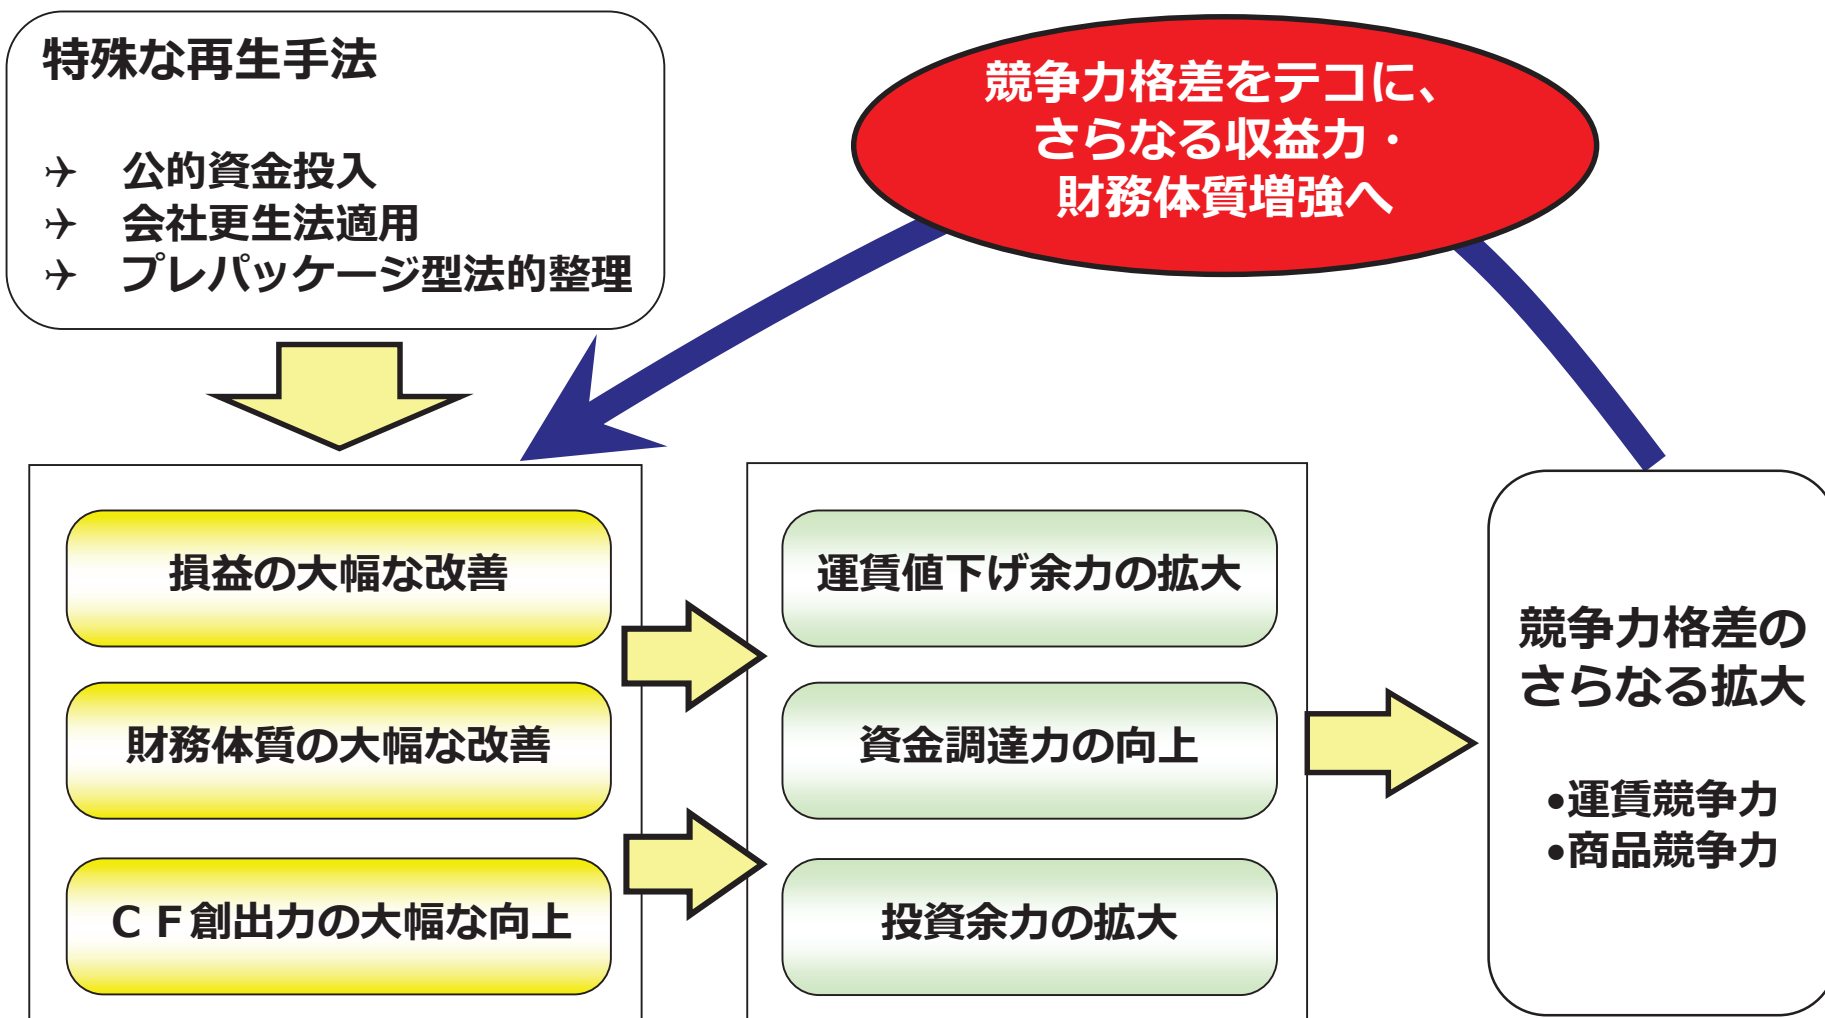 特殊な再生手法
✈ 公的資金投入
✈ 会社更生法適用
✈ プレパッケージ型法的整理
競争力格差をテコに、
さらなる収益力・
財務体質増強へ
損益の大幅な改善
財務体質の大幅な改善
ＣＦ創出力の大幅な向上
運賃値下げ余力の拡大
資金調達力の向上
投資余力の拡大
競争力格差の
さらなる拡大
•運賃競争力
•商品競争力